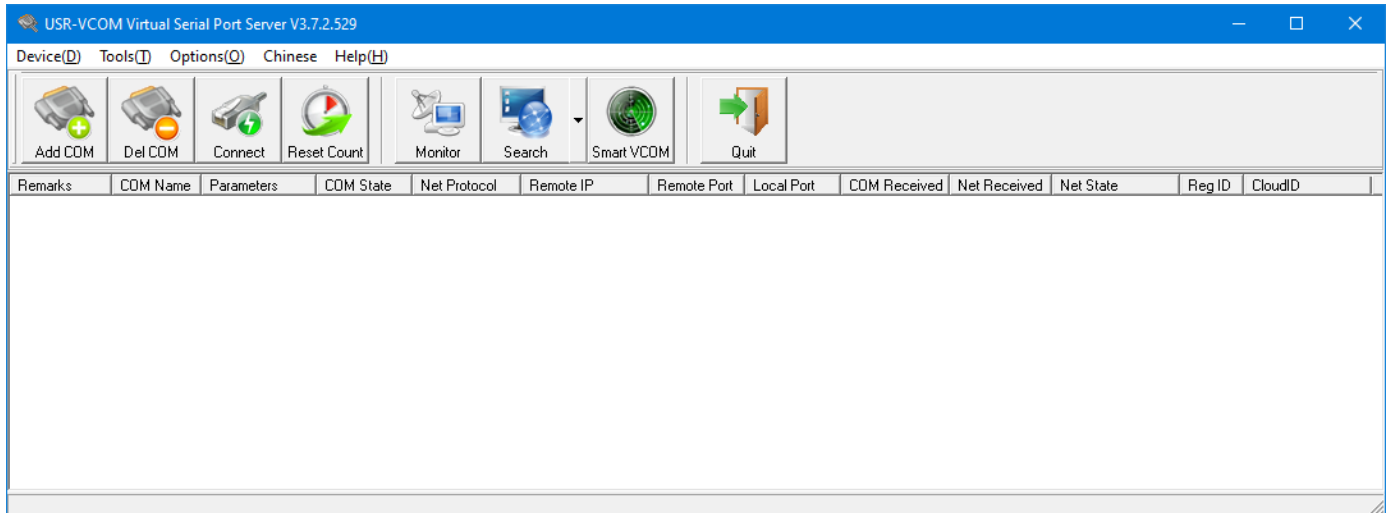 USR-VCOM Virtual Serial Port Server V3.7.2.529
Device(D) Tools(T) Options(O) Chinese Help(H)
Add COM Del COM Connect Reset Count Monitor Search Smart VCOM Quit
Remarks COM Name Parameters COM State Net Protocol Remote IP Remote Port Local Port COM Received Net Received Net State Reg ID CloudID